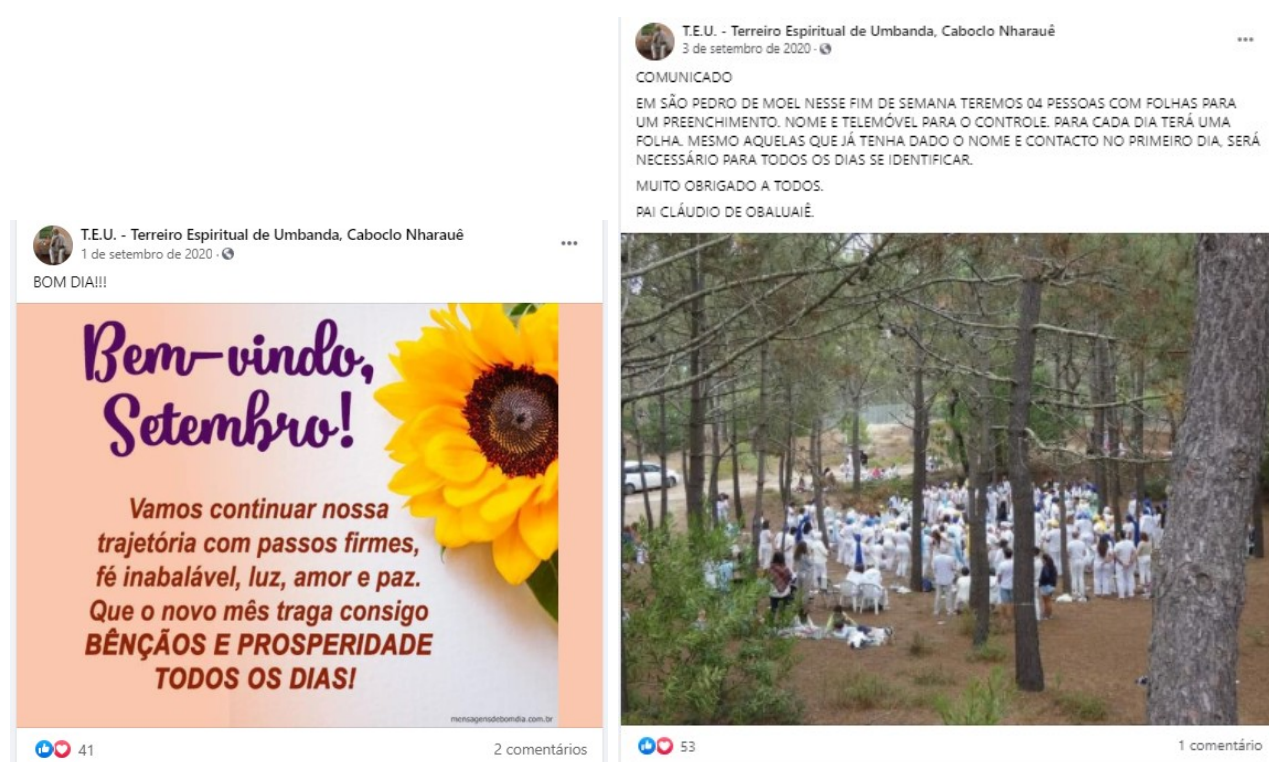 T.E.U. - Terreiro Espiritual de Umbanda, Caboclo Nharauê
1 de setembro de 2020 ·
BOM DIA!!!
Bem-vindo,
Setembro!
Vamos continuar nossa
trajetória com passos firmes,
fé inabalável, luz, amor e paz.
Que o novo mês traga consigo
BÊNÇÃOS E PROSPERIDADE
TODOS OS DIAS!
mensagensdebomdia.com.br
41
2 comentários
T.E.U. - Terreiro Espiritual de Umbanda, Caboclo Nharauê
3 de setembro de 2020 ·
COMUNICADO
EM SÃO PEDRO DE MOEL NESSE FIM DE SEMANA TEREMOS 04 PESSOAS COM FOLHAS PARA
UM PREENCHIMENTO. NOME E TELEMÓVEL PARA O CONTROLE. PARA CADA DIA TERÁ UMA
FOLHA. MESMO AQUELAS QUE JÁ TENHA DADO O NOME E CONTACTO NO PRIMEIRO DIA, SERÁ
NECESSÁRIO PARA TODOS OS DIAS SE IDENTIFICAR.
MUITO OBRIGADO A TODOS.
PAI CLÁUDIO DE OBALUAIÊ.
53
1 comentário